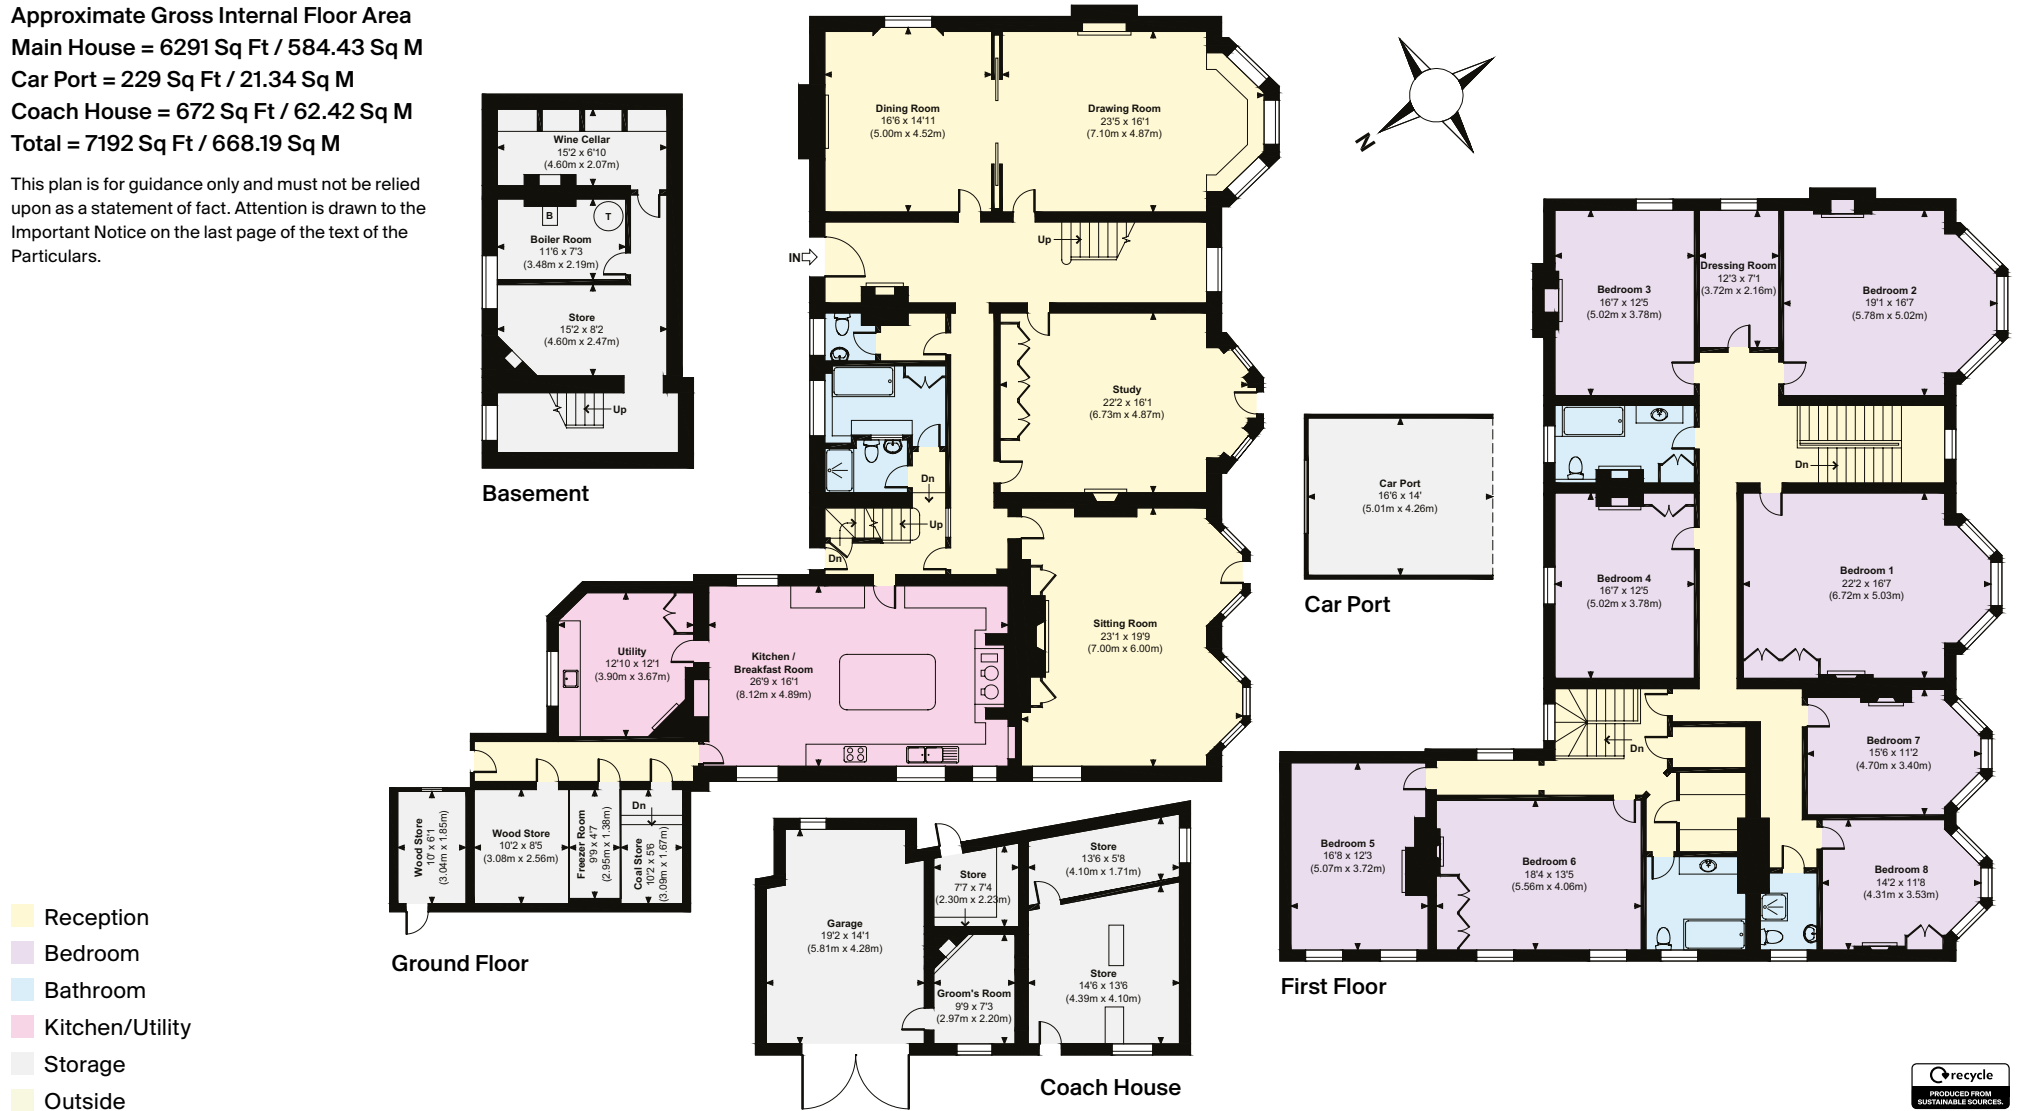 Approximate Gross Internal Floor Area
Main House = 6291 Sq Ft / 584.43 Sq M
Car Port = 229 Sq Ft / 21.34 Sq M
Coach House = 672 Sq Ft / 62.42 Sq M
Total = 7192 Sq Ft / 668.19 Sq M
This plan is for guidance only and must not be relied
upon as a statement of fact. Attention is drawn to the
Important Notice on the last page of the text of the
Particulars.
Wine Cellar
15'2 x 6'10
(4.60m x 2.07m)
B
T
Boiler Room
11'6 x 7'3
(3.48m x 2.19m)
Store
15'2 x 8'2
(4.60m x 2.47m)
Up
Basement
Dining Room
16'6 x 14'11
(5.00m x 4.52m)
Drawing Room
23'5 x 16'1
(7.10m x 4.87m)
IN
Up
Study
22'2 x 16'1
(6.73m x 4.87m)
Dn
Up
Dn
Sitting Room
23'1 x 19'9
(7.00m x 6.00m)
Utility
12'10 x 12'1
(3.90m x 3.67m)
Kitchen /
Breakfast Room
26'9 x 16'1
(8.12m x 4.89m)
Wood Store
10' x 6'1
(3.04m x 1.85m)
Wood Store
10'2 x 8'5
(3.08m x 2.56m)
Freezer Room
9'9 x 4'7
(2.95m x 1.38m)
Dn
Coal Store
10'2 x 5'6
(3.09m x 1.67m)
Ground Floor
N
Car Port
16'6 x 14'
(5.01m x 4.26m)
Car Port
Garage
19'2 x 14'1
(5.81m x 4.28m)
Store
7'7 x 7'4
(2.30m x 2.23m)
Store
13'6 x 5'8
(4.10m x 1.71m)
Groom's Room
9'9 x 7'3
(2.97m x 2.20m)
Store
14'6 x 13'6
(4.39m x 4.10m)
Coach House
Bedroom 3
16'7 x 12'5
(5.02m x 3.78m)
Dressing Room
12'3 x 7'1
(3.72m x 2.16m)
Bedroom 2
19'1 x 16'7
(5.78m x 5.02m)
Dn
Bedroom 4
16'7 x 12'5
(5.02m x 3.78m)
Bedroom 1
22'2 x 16'7
(6.72m x 5.03m)
Dn
Bedroom 7
15'6 x 11'2
(4.70m x 3.40m)
Bedroom 5
16'8 x 12'3
(5.07m x 3.72m)
Bedroom 6
18'4 x 13'5
(5.56m x 4.06m)
Bedroom 8
14'2 x 11'8
(4.31m x 3.53m)
First Floor
Reception
Bedroom
Bathroom
Kitchen/Utility
Storage
Outside
recycle
PRODUCED FROM
SUSTAINABLE SOURCES.